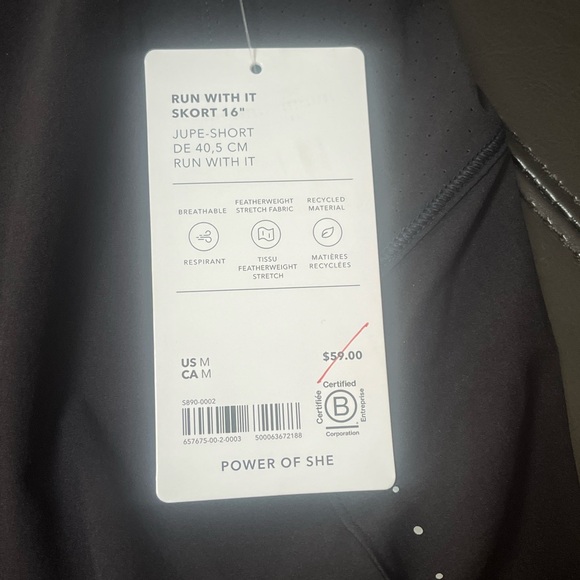 RUN WITH IT
SKORT 16"
JUPE-SHORT
DE 40,5 CM
RUN WITH IT
BREATHABLE
FEATHERWEIGHT
STRETCH FABRIC
RECYCLED
MATERIAL
RESPIRANT
TISSU
FEATHERWEIGHT
STRETCH
MATIÈRES
RECYCLÉES
US M
CA M
$59.00
S890-0002
657675-00-2-0003 500063672188
Certified
Certifiée
B
Entreprise
Corporation
POWER OF SHE